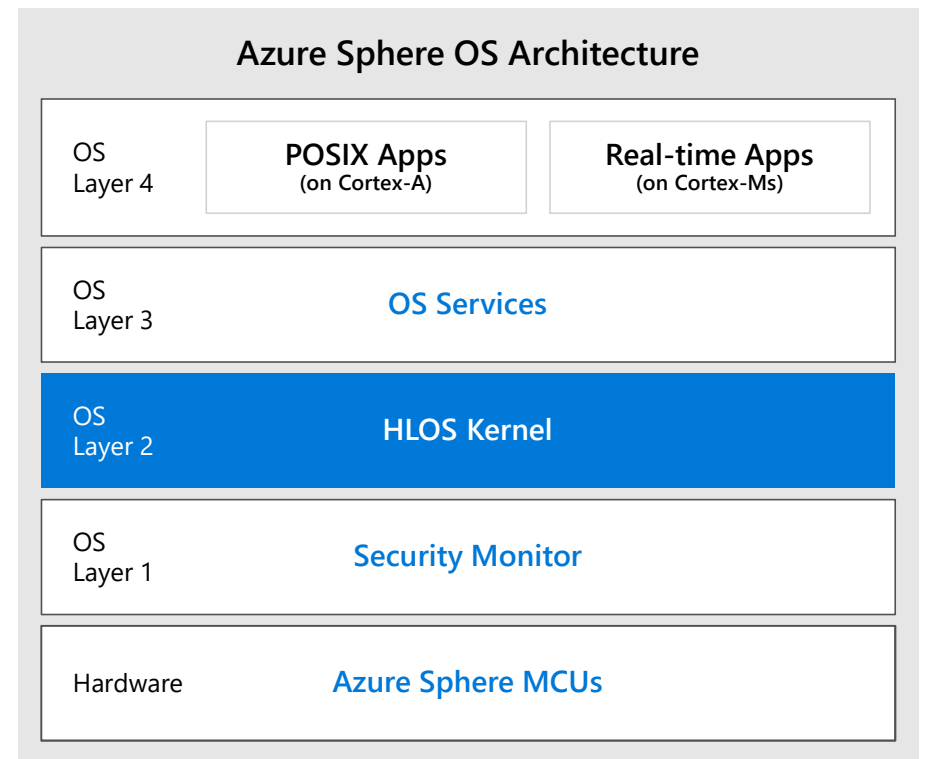 Azure Sphere OS Architecture
OS
Layer 4
POSIX Apps
(on Cortex-A)
Real-time Apps
(on Cortex-Ms)
OS
Layer 3
OS Services
OS
Layer 2
HLOS Kernel
OS
Layer 1
Security Monitor
Hardware
Azure Sphere MCUs